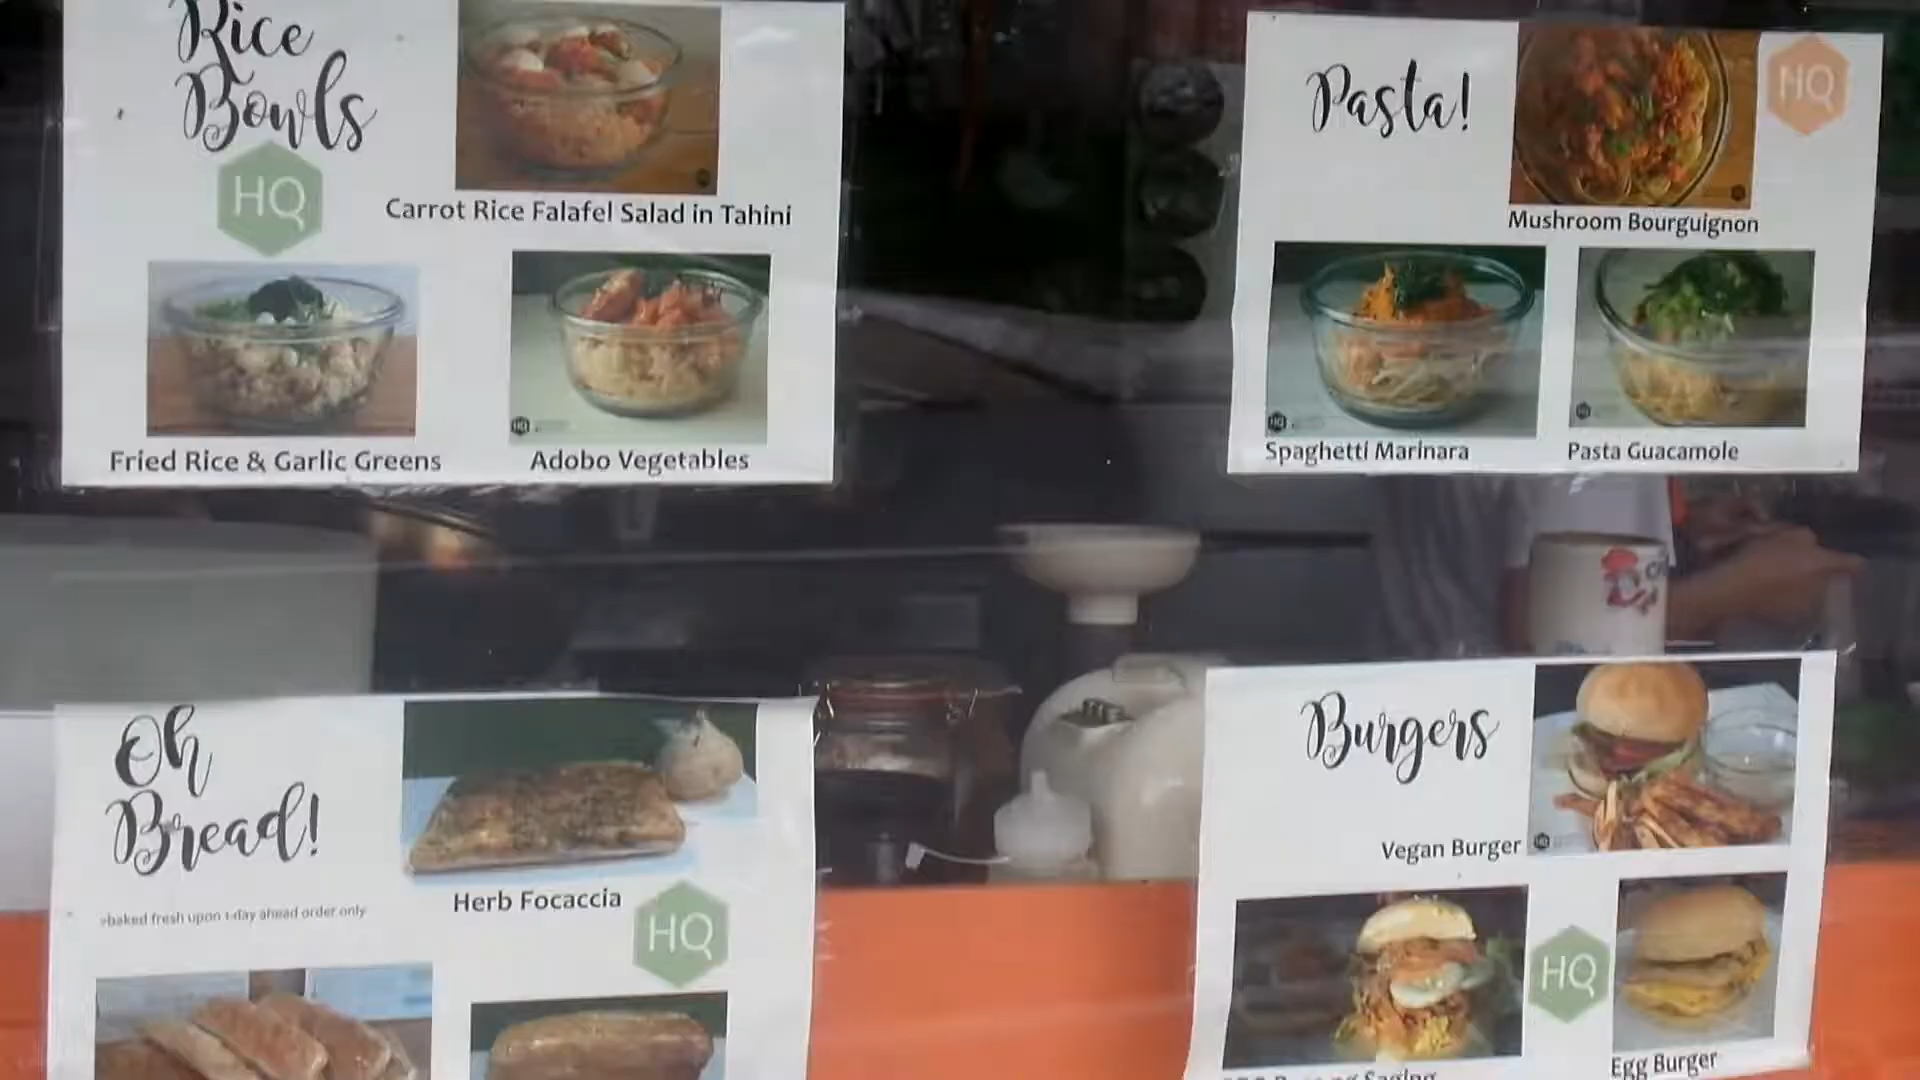 Rice
Bowls
HQ
Carrot Rice Falafel Salad in Tahini
Fried Rice & Garlic Greens
Adobo Vegetables
Pasta!
HQ
Mushroom Bourguignon
Spaghetti Marinara
Pasta Guacamole
Oh
Bread!
*baked fresh upon 1-day ahead order only
Herb Focaccia
HQ
Burgers
Vegan Burger
HQ
Egg Burger
Saging